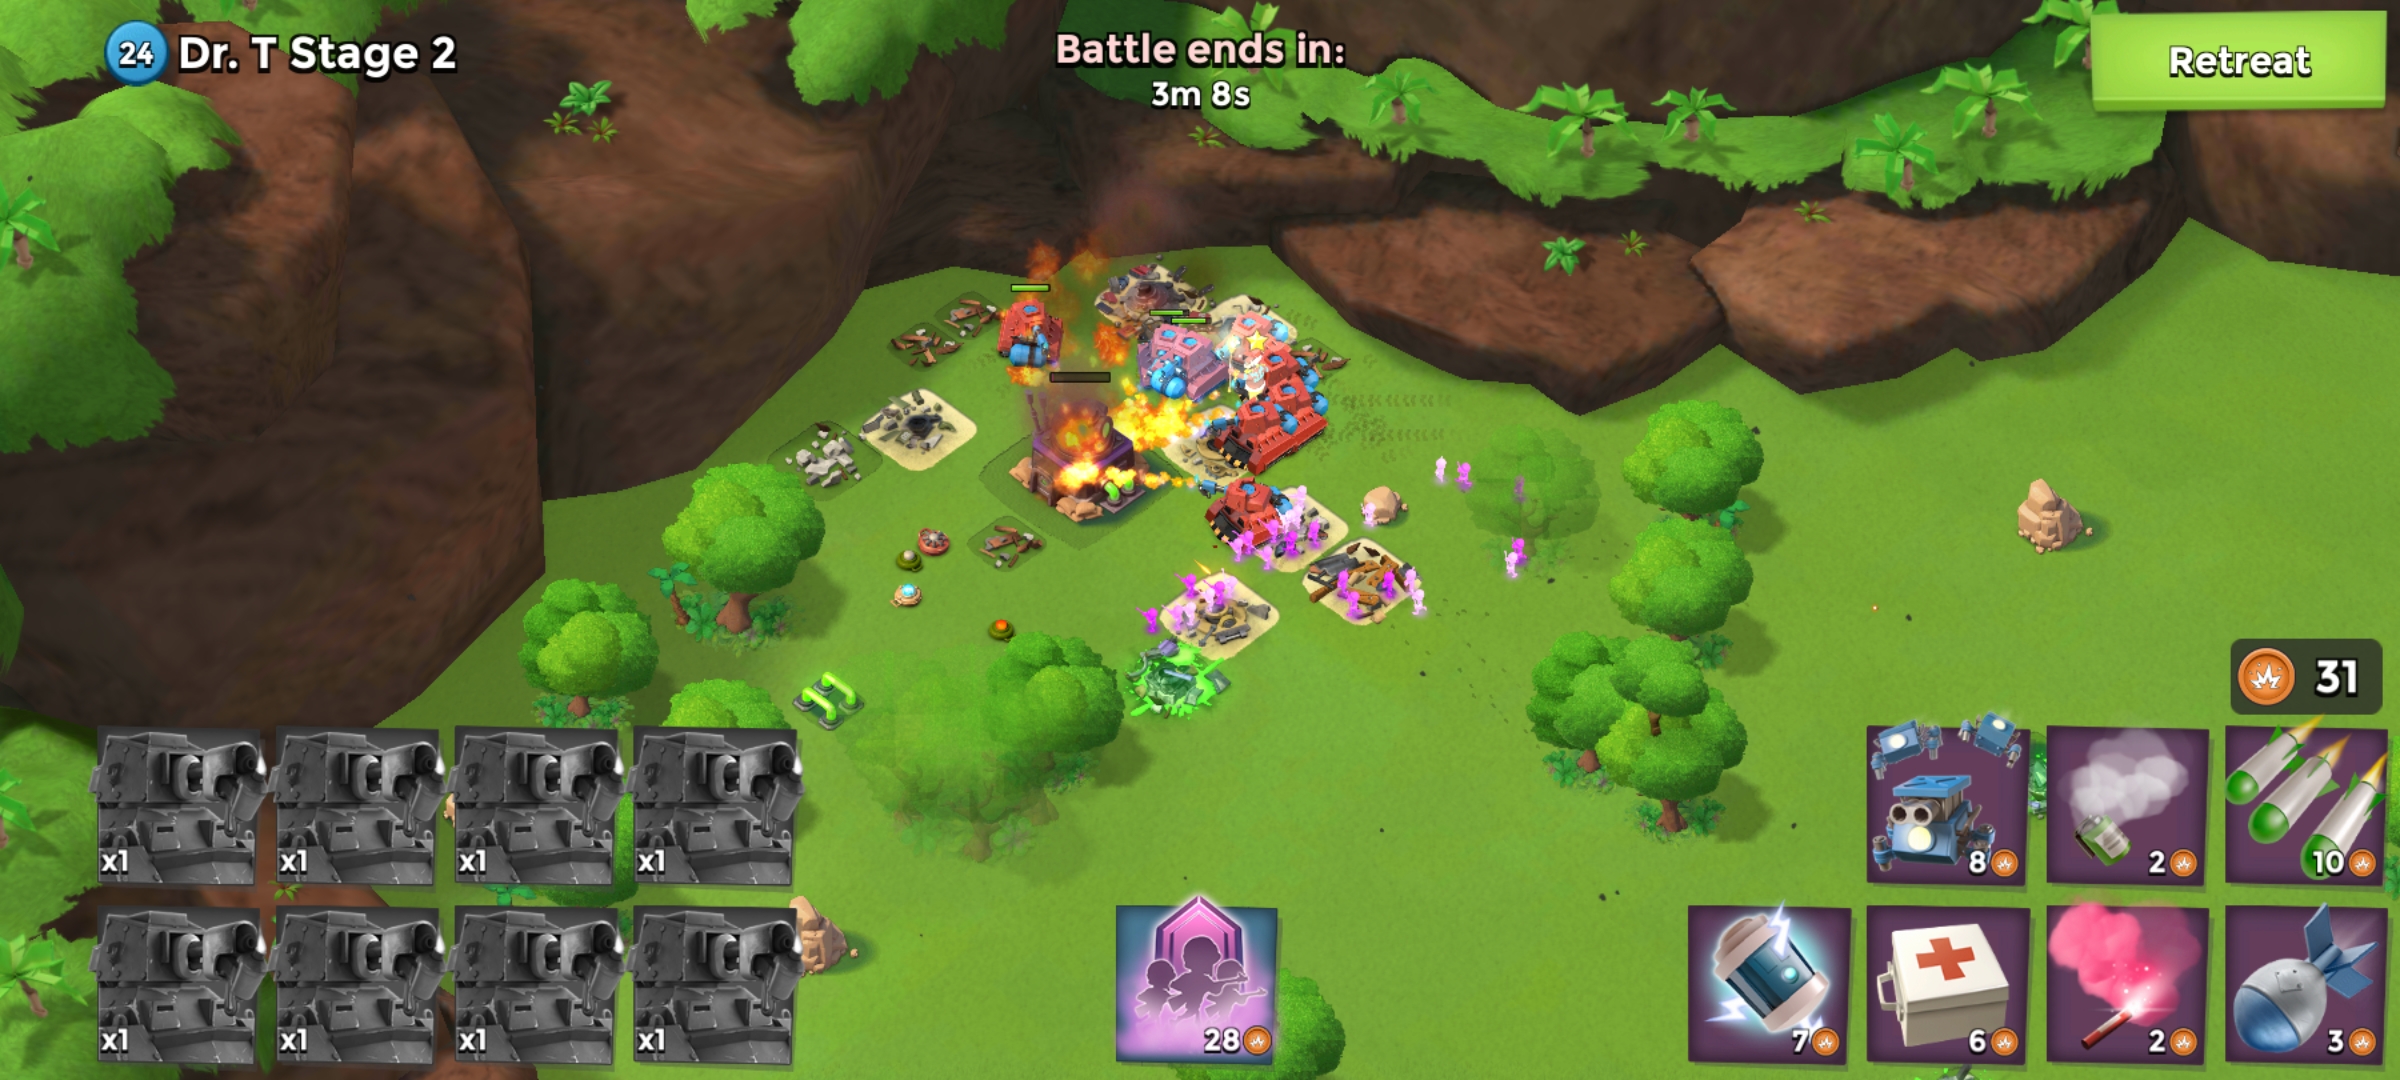 24 Dr. T Stage 2
Battle ends in:
3m 8s
Retreat
31
x1 x1 x1 x1
8 2 10
x1 x1 x1 x1
28
7 6 2 3